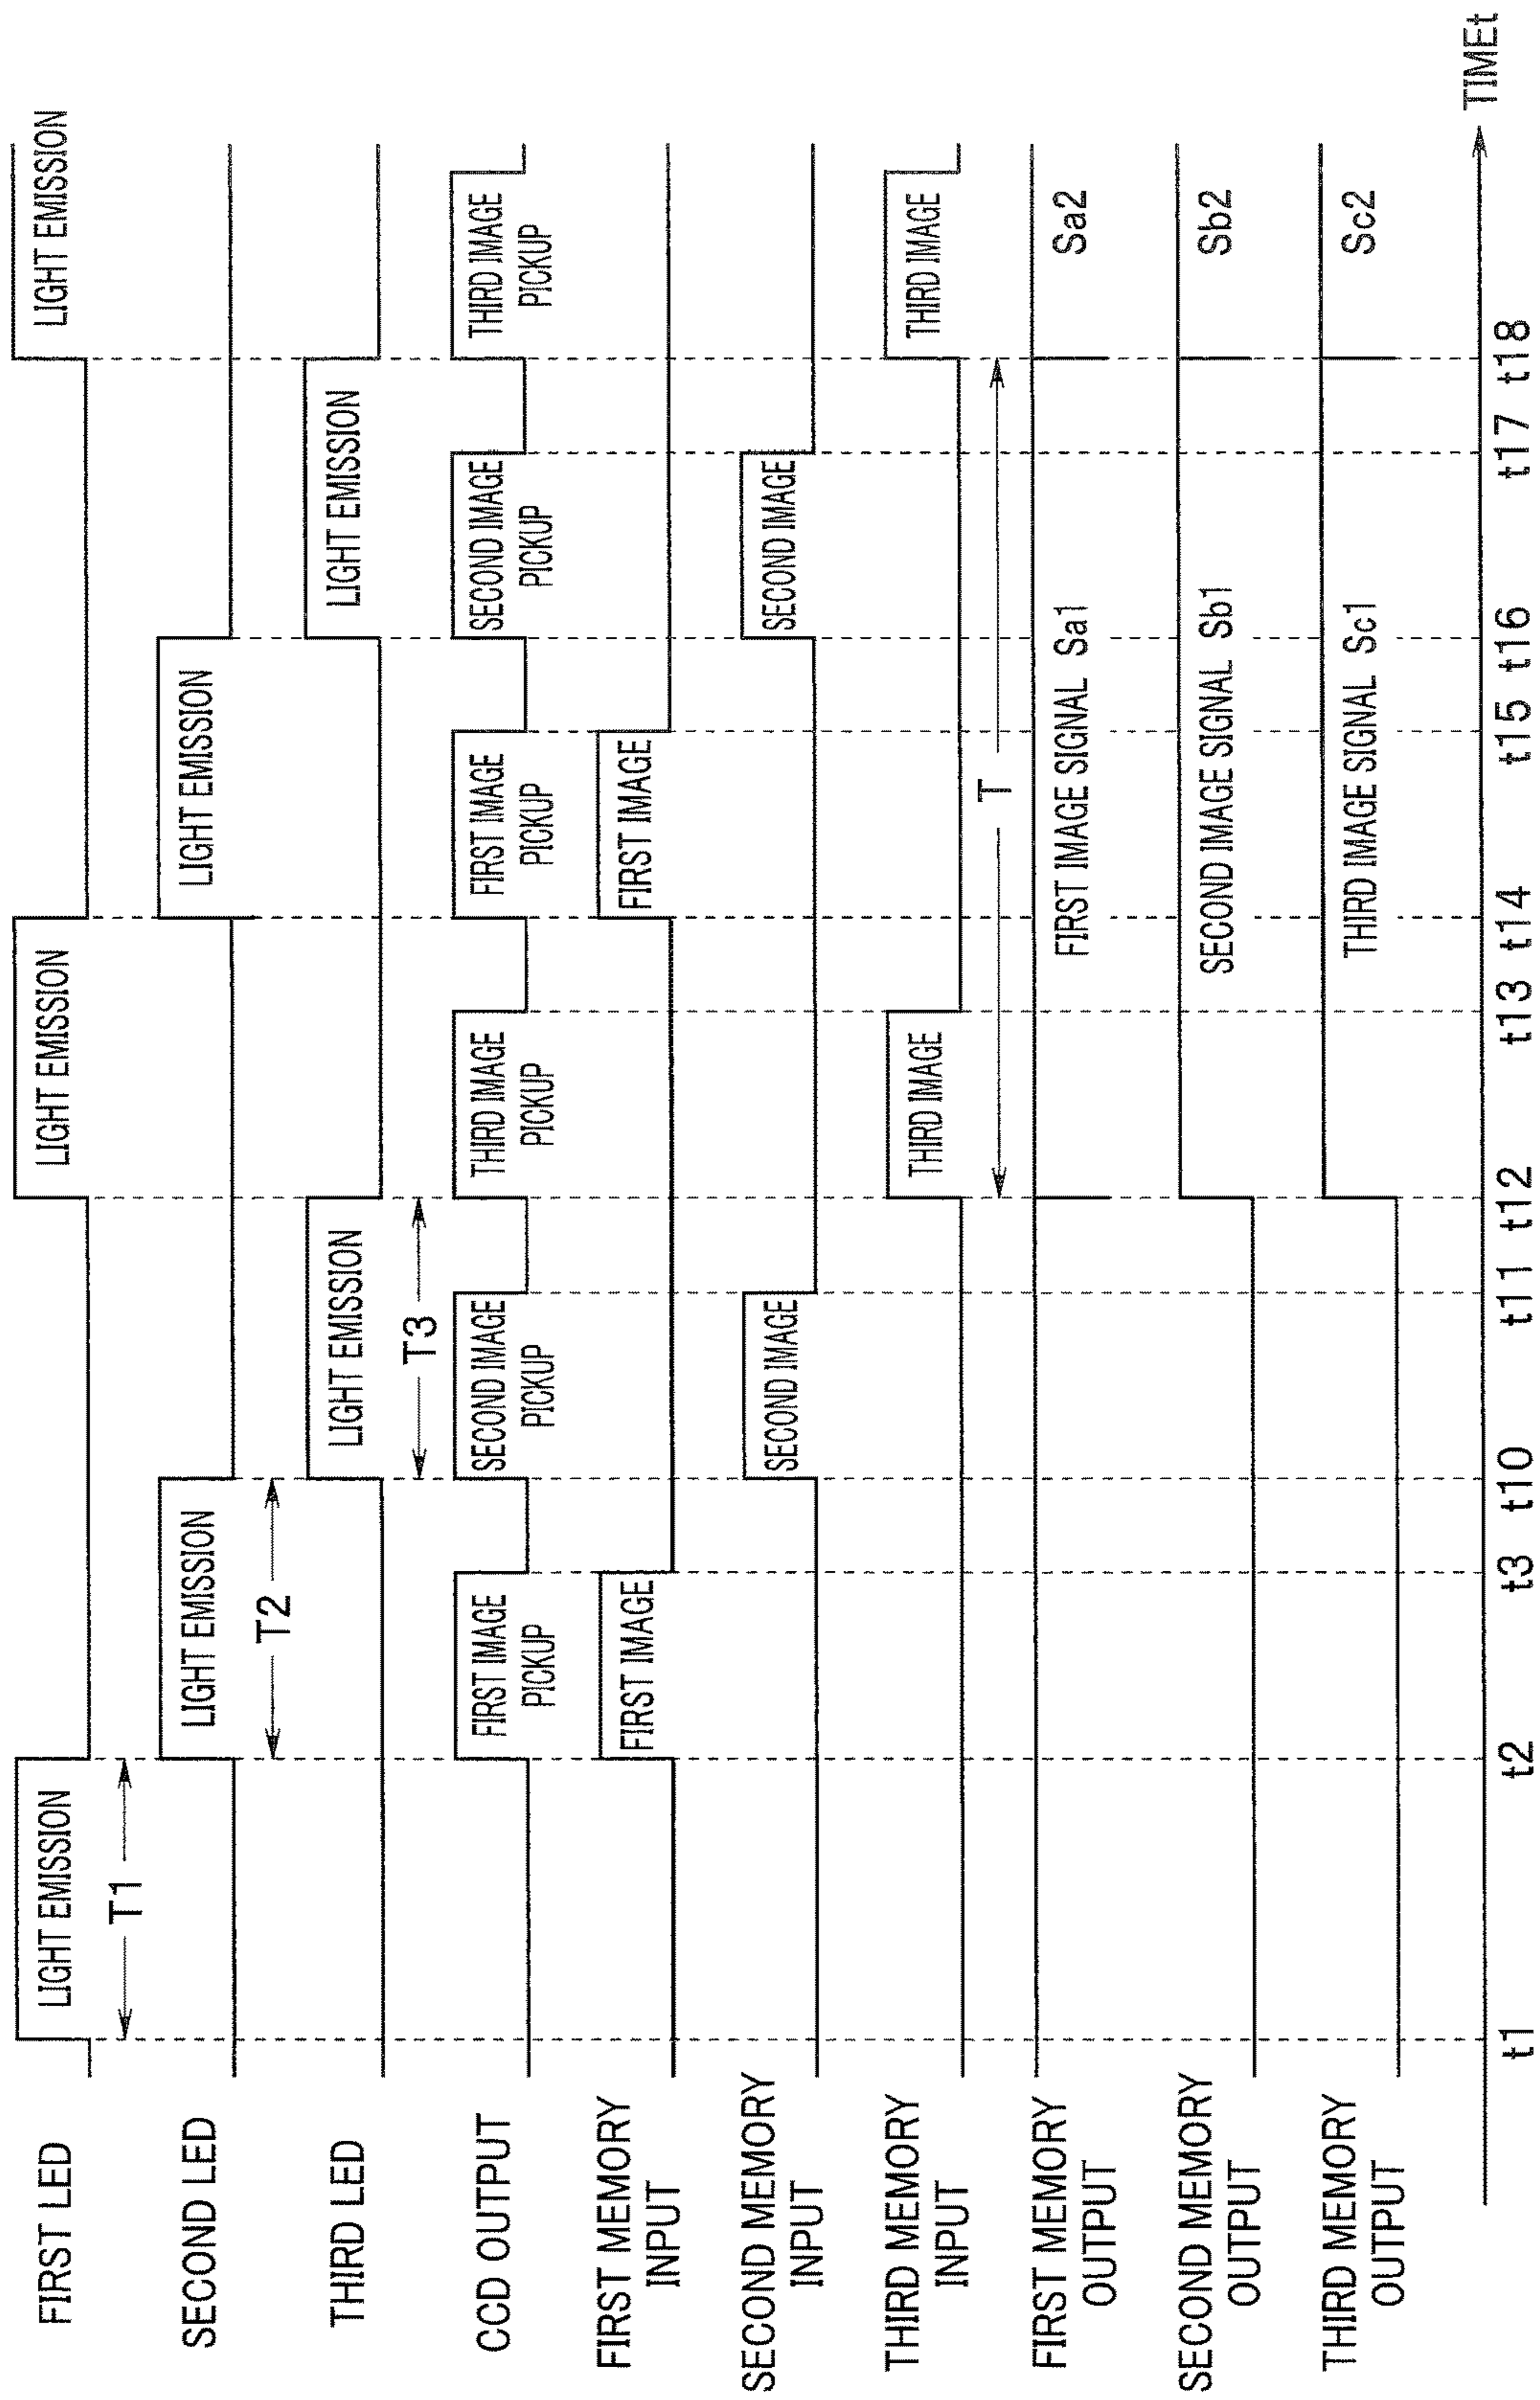 FIRST LED
LIGHT EMISSION
LIGHT EMISSION
LIGHT EMISSION
T1
SECOND LED
LIGHT EMISSION
LIGHT EMISSION
T2
THIRD LED
LIGHT EMISSION
LIGHT EMISSION
T3
CCD OUTPUT
FIRST IMAGE
PICKUP
SECOND IMAGE
PICKUP
THIRD IMAGE
PICKUP
FIRST IMAGE
PICKUP
SECOND IMAGE
PICKUP
THIRD IMAGE
PICKUP
FIRST MEMORY
INPUT
FIRST IMAGE
FIRST IMAGE
SECOND MEMORY
INPUT
SECOND IMAGE
SECOND IMAGE
THIRD MEMORY
INPUT
THIRD IMAGE
THIRD IMAGE
T
FIRST MEMORY
OUTPUT
FIRST IMAGE SIGNAL Sa1
Sa2
SECOND MEMORY
OUTPUT
SECOND IMAGE SIGNAL Sb1
Sb2
THIRD MEMORY
OUTPUT
THIRD IMAGE SIGNAL Sc1
Sc2
TIMEt
t1 t2 t3 t10 t11 t12 t13 t14 t15 t16 t17 t18